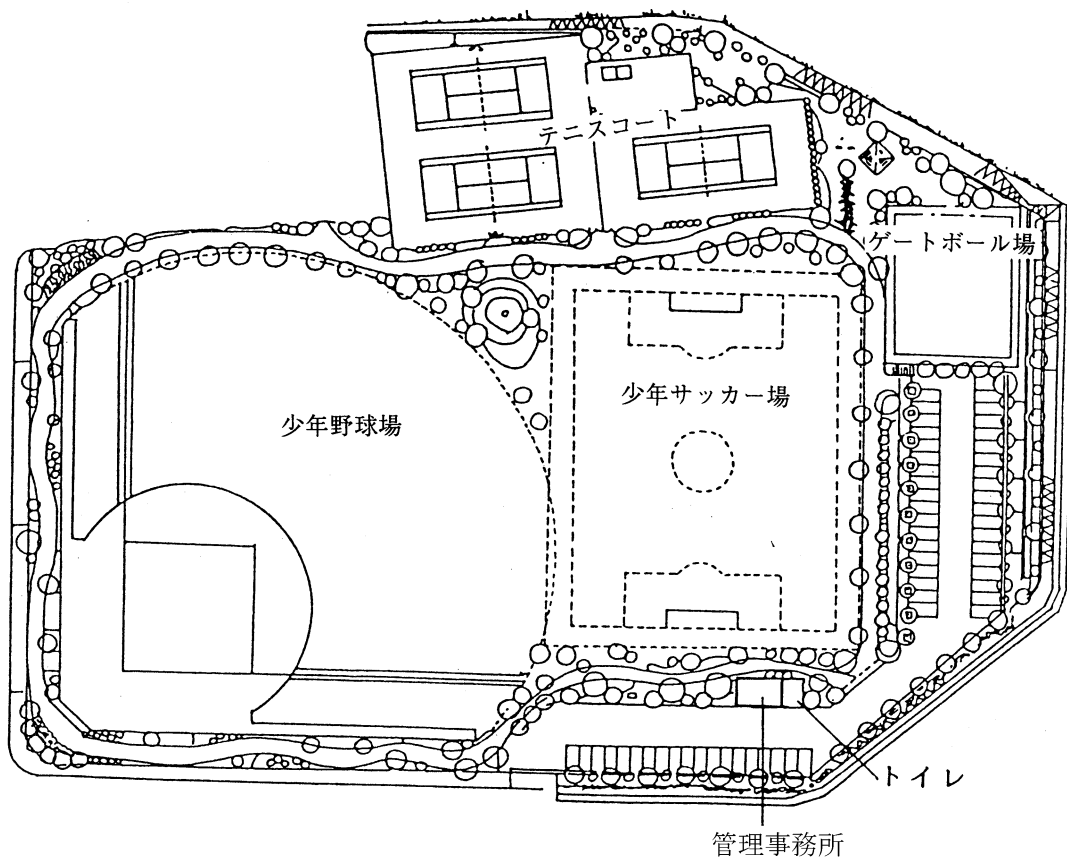 テニスコート
ゲートボール場
少年サッカー場
少年野球場
トイレ
管理事務所